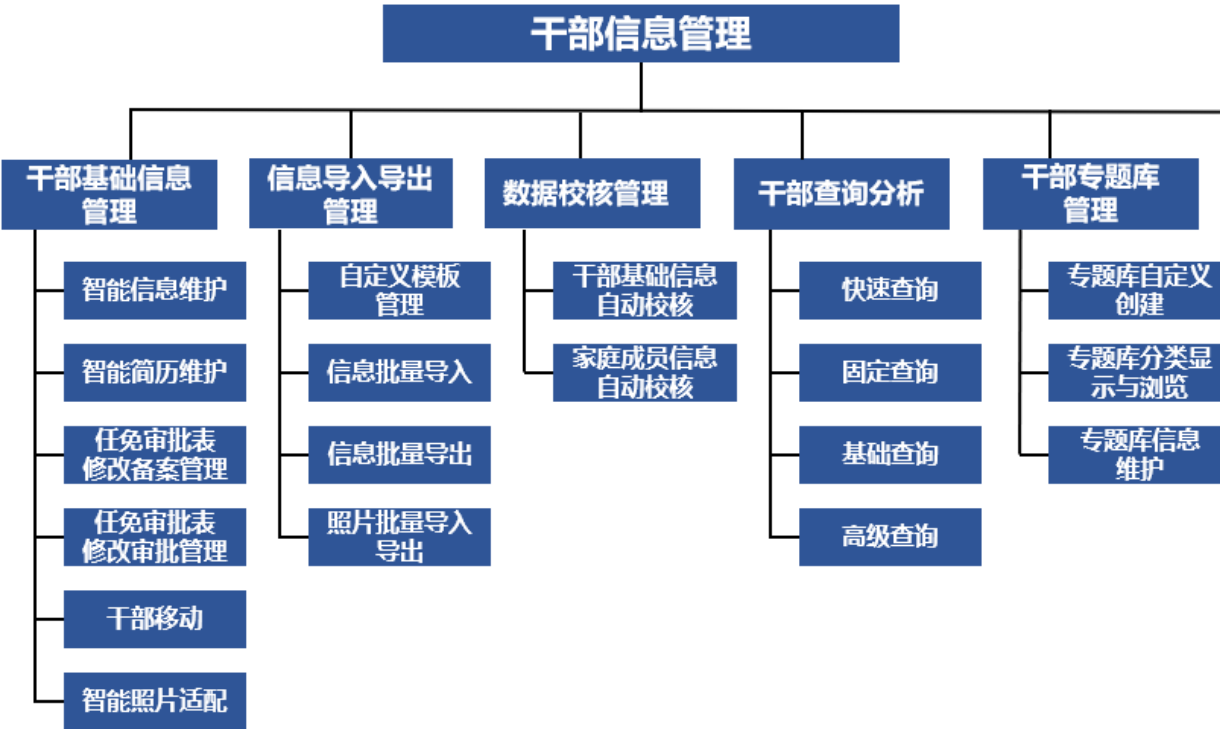 干部信息管理
干部基础信息
管理
智能信息维护
智能简历维护
任免审批表
修改备案管理
任免审批表
修改审批管理
干部移动
智能照片适配
信息导入导出
管理
自定义模板
管理
信息批量导入
信息批量导出
照片批量导入
导出
数据校核管理
干部基础信息
自动校核
家庭成员信息
自动校核
干部查询分析
快速查询
固定查询
基础查询
高级查询
干部专题库
管理
专题库自定义
创建
专题库分类显
示与浏览
专题库信息
维护